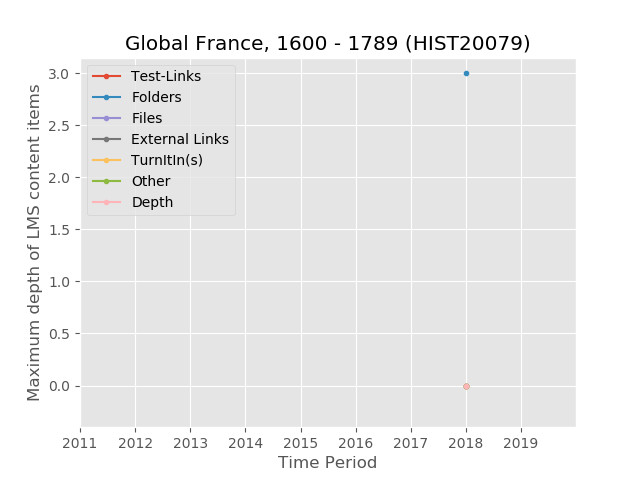 Global France, 1600 - 1789 (HIST20079)
Test-Links
Folders
Files
External Links
TurnItIn(s)
Other
Depth
Maximum depth of LMS content items
3.0
2.5
2.0
1.5
1.0
0.5
0.0
2011 2012 2013 2014 2015 2016 2017 2018 2019
Time Period